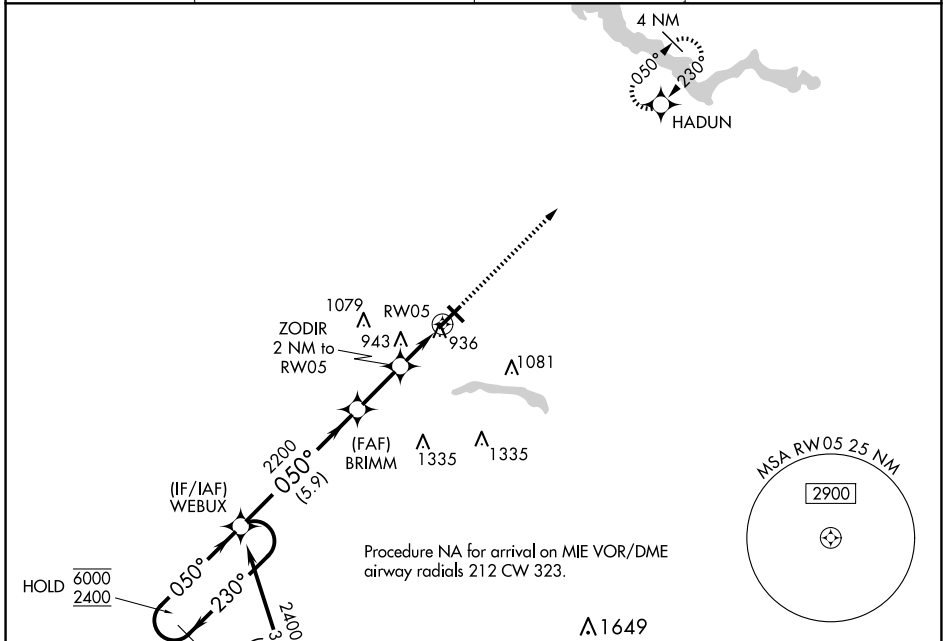 4 NM
050°
230°
HADUN
1079
RW05
ZODIR
2 NM to
RW05
943
936
1081
(FAF)
BRIMM
1335
1335
2200
050°
(5.9)
(IF/IAF)
WEBUX
MSA RW05 25 NM
2900
Procedure NA for arrival on MIE VOR/DME
airway radials 212 CW 323.
HOLD
6000
2400
050°
230°
2400
1649